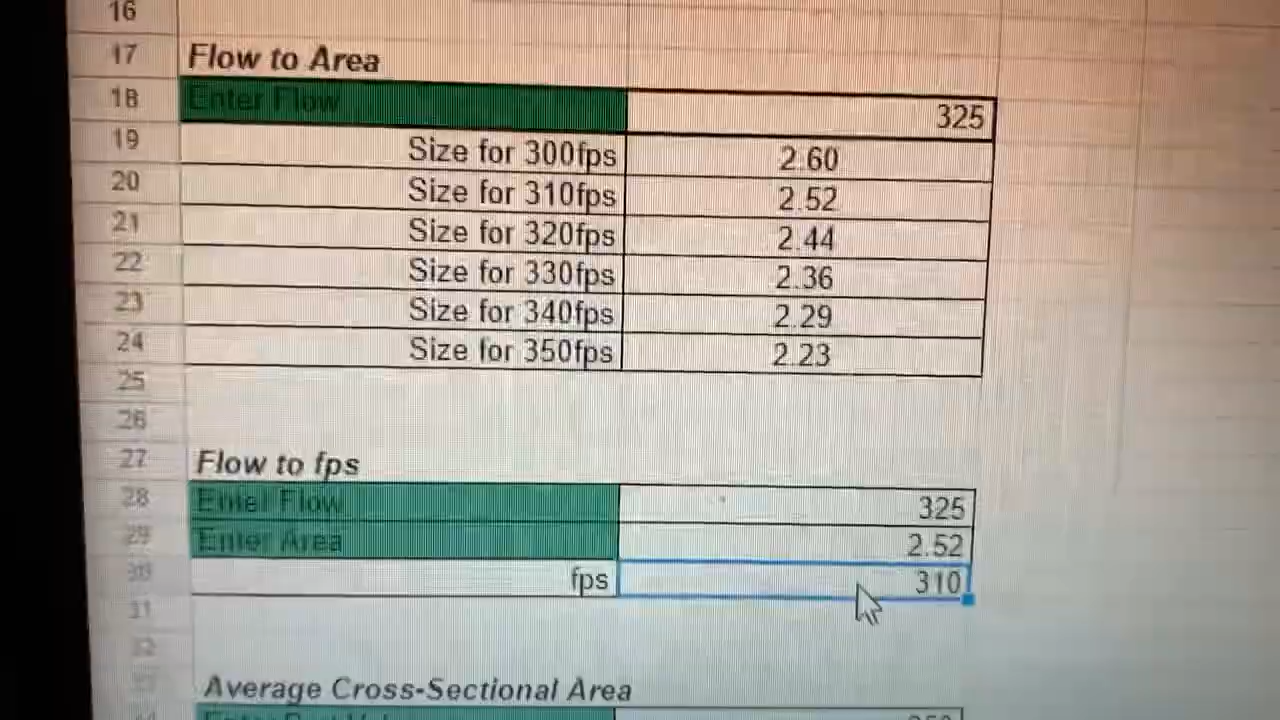 16
17 Flow to Area
18 Enter Flow 325
19 Size for 300fps 2.60
20 Size for 310fps 2.52
21 Size for 320fps 2.44
22 Size for 330fps 2.36
23 Size for 340fps 2.29
24 Size for 350fps 2.23
25
26
27 Flow to fps
28 Enter Flow 325
29 Enter Area 2.52
30 fps 310
31
32
33 Average Cross-Sectional Area